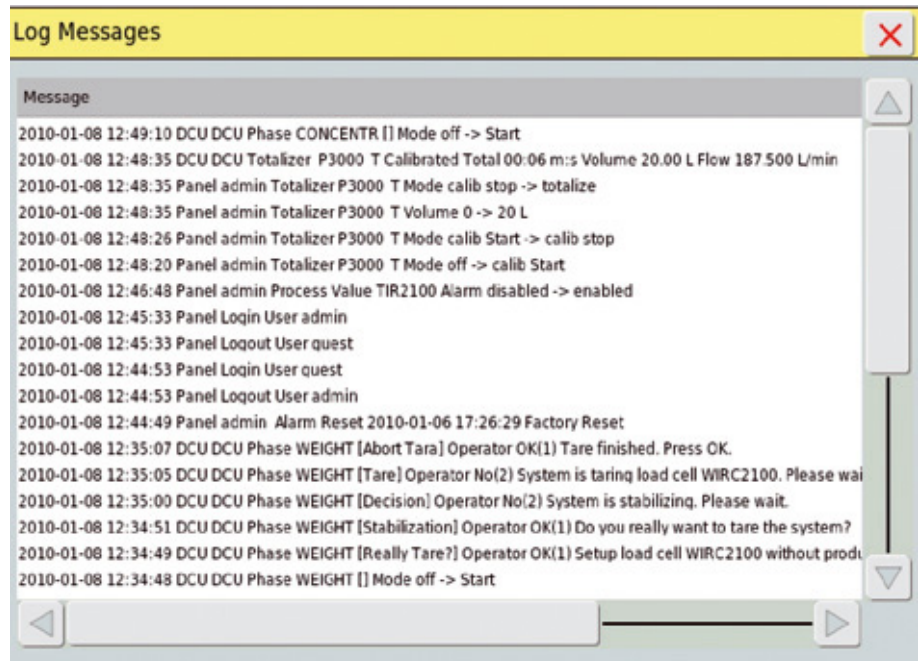 Log Messages
Message
2010-01-08 12:49:10 DCU DCU Phase CONCENTR [] Mode off -> Start
2010-01-08 12:48:35 DCU DCU Totalizer P3000 T Calibrated Total 00:06 m:s Volume 20.00 L Flow 187.500 L/min
2010-01-08 12:48:35 Panel admin Totalizer P3000 T Mode calib stop -> totalize
2010-01-08 12:48:35 Panel admin Totalizer P3000 T Volume 0 -> 20 L
2010-01-08 12:48:26 Panel admin Totalizer P3000 T Mode calib Start -> calib stop
2010-01-08 12:48:20 Panel admin Totalizer P3000 T Mode off -> calib Start
2010-01-08 12:46:48 Panel admin Process Value TIR2100 Alarm disabled -> enabled
2010-01-08 12:45:33 Panel Login User admin
2010-01-08 12:45:33 Panel Logout User guest
2010-01-08 12:44:53 Panel Login User guest
2010-01-08 12:44:53 Panel Logout User admin
2010-01-08 12:44:49 Panel admin Alarm Reset 2010-01-06 17:26:29 Factory Reset
2010-01-08 12:35:07 DCU DCU Phase WEIGHT [Abort Tara] Operator OK(1) Tare finished. Press OK.
2010-01-08 12:35:05 DCU DCU Phase WEIGHT [Tare] Operator No(2) System is taring load cell WIRC2100. Please wai
2010-01-08 12:35:00 DCU DCU Phase WEIGHT [Decision] Operator No(2) System is stabilizing. Please wait.
2010-01-08 12:34:51 DCU DCU Phase WEIGHT [Stabilization] Operator OK(1) Do you really want to tare the system?
2010-01-08 12:34:49 DCU DCU Phase WEIGHT [Really Tare?] Operator OK(1) Setup load cell WIRC2100 without produ
2010-01-08 12:34:48 DCU DCU Phase WEIGHT [] Mode off -> Start